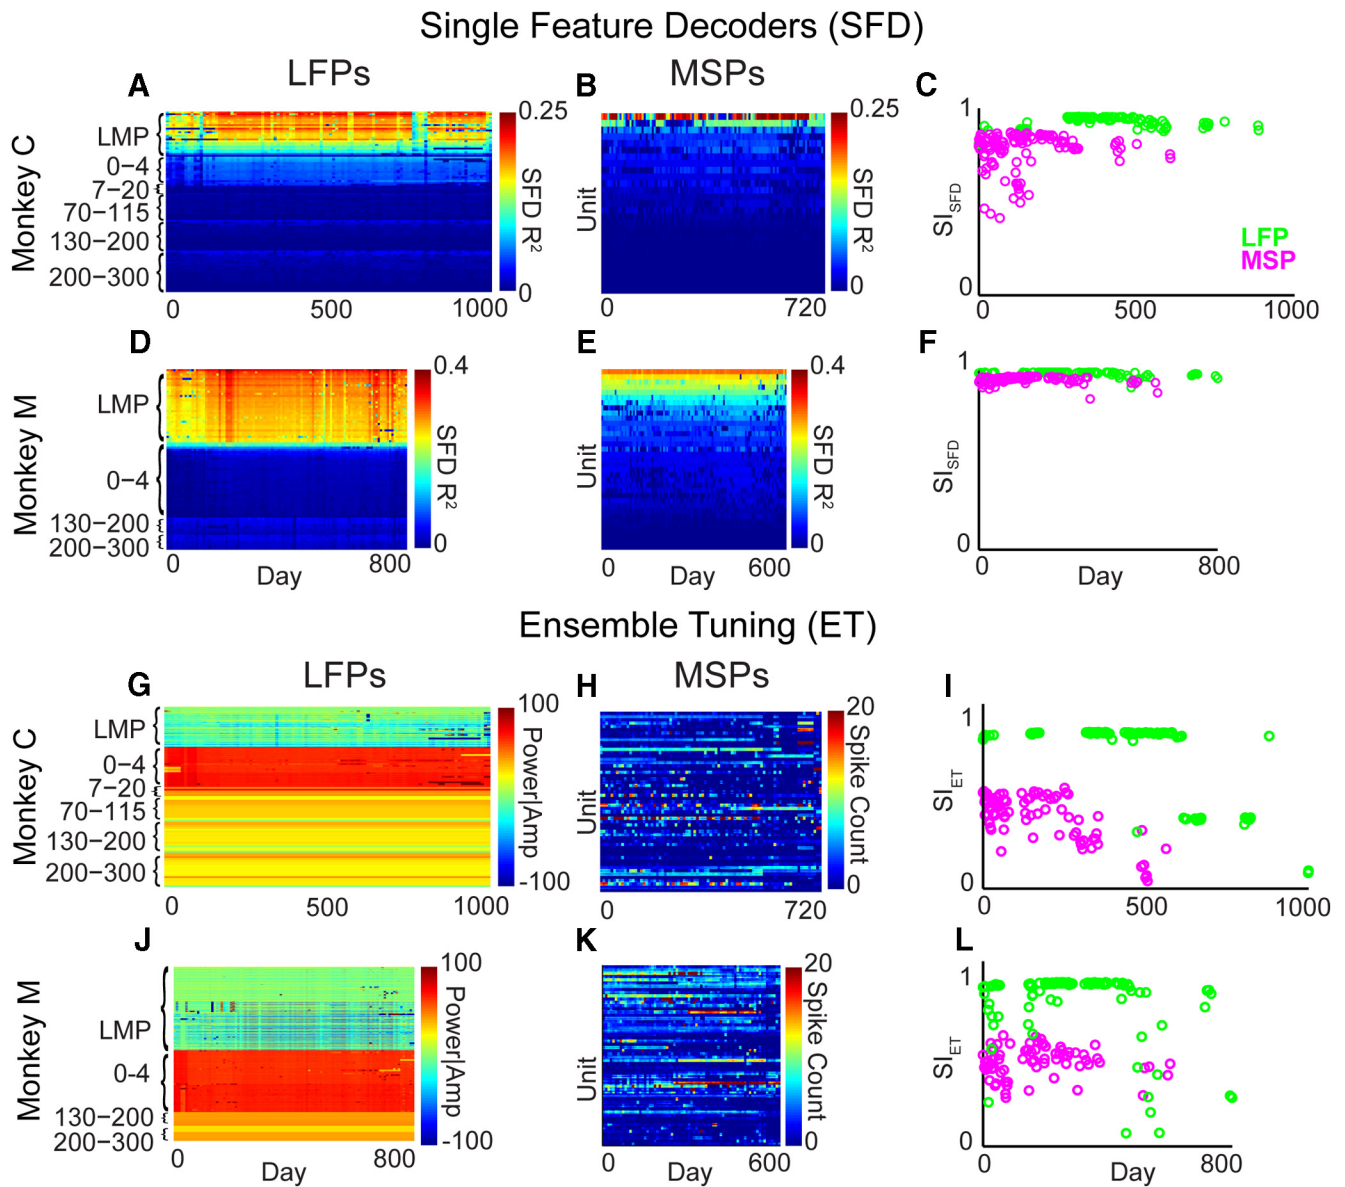 Single Feature Decoders (SFD)
LFPs
MSPs
A
B
C
Monkey C
LMP
0−4
7−20
70−115
130−200
200−300
0
500
1000
0.25
SFD R²
0
Unit
0
720
0.25
SFD R²
0
1
SI_SFD
0
LFP
MSP
0
500
1000
D
E
F
Monkey M
LMP
0−4
130−200
200−300
0
Day
800
0.4
SFD R²
0
Unit
0
Day
600
0.4
SFD R²
0
1
SI_SFD
0
0
Day
800
Ensemble Tuning (ET)
LFPs
MSPs
G
H
I
Monkey C
LMP
0−4
7−20
70−115
130−200
200−300
0
500
1000
100
Power|Amp
-100
Unit
0
720
20
Spike Count
0
1
SI_ET
0
0
500
1000
J
K
L
Monkey M
LMP
0−4
130−200
200−300
0
Day
800
100
Power|Amp
-100
Unit
0
Day
600
20
Spike Count
0
1
SI_ET
0
0
Day
800